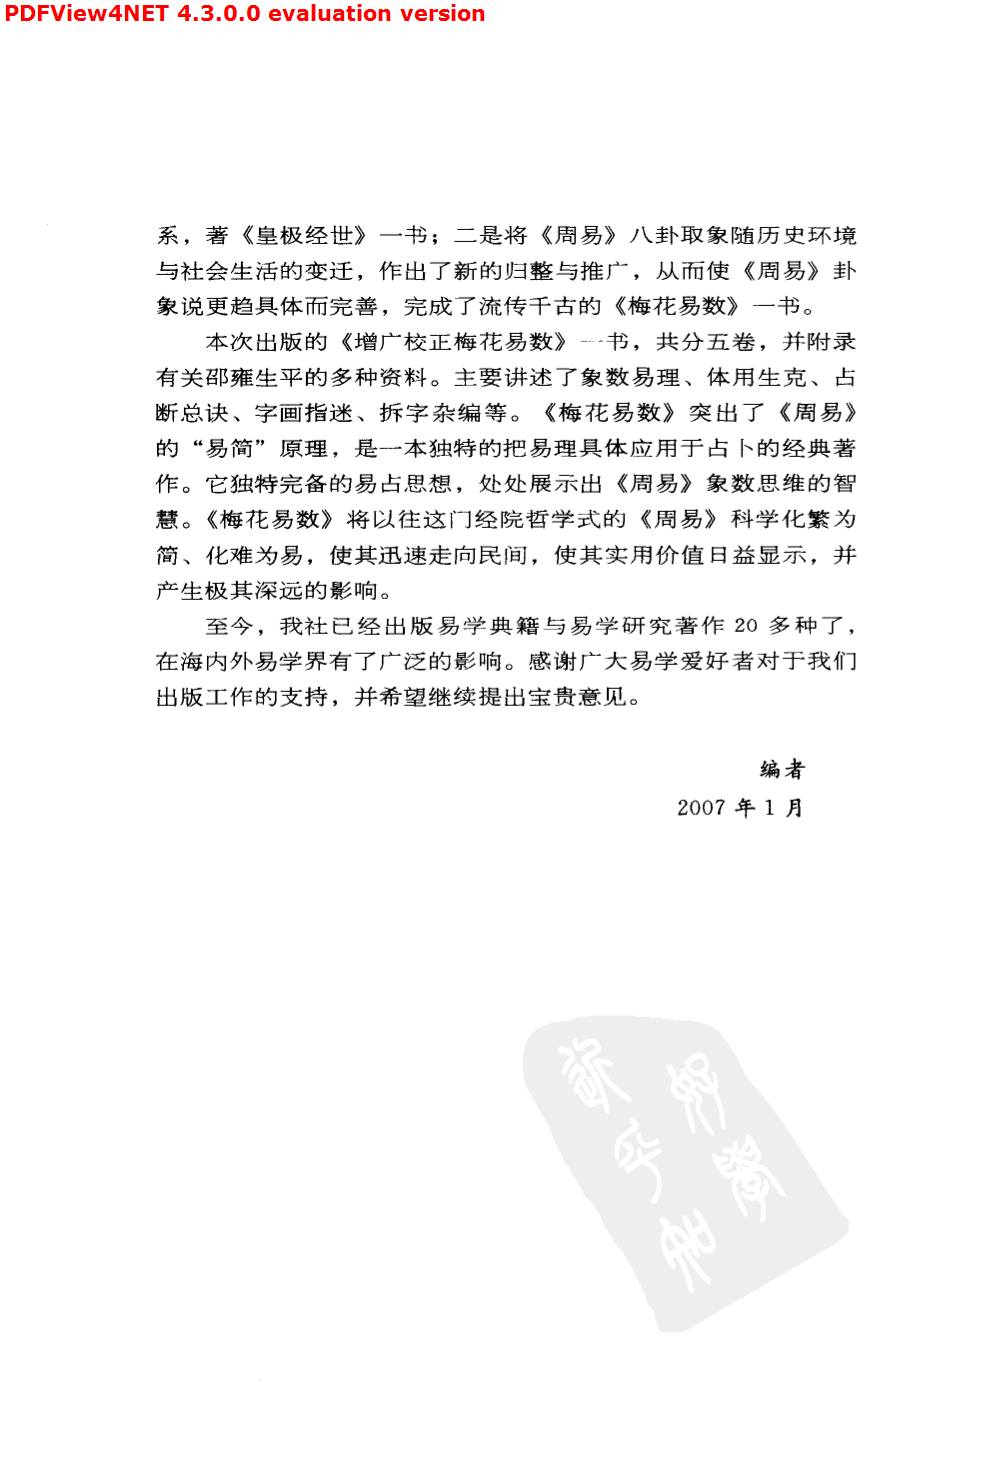 PDFView4NET 4.3.0.0 evaluation version
系，著《皇极经世》一书；二是将《周易》八卦取象随历史环境
与社会生活的变迁，作出了新的归整与推广，从而使《周易》卦
象说更趋具体而完善，完成了流传千古的《梅花易数》一书。
本次出版的《增广校正梅花易数》一书，共分五卷，并附录
有关邵雍生平的多种资料。主要讲述了象数易理、体用生克、占
断总诀、字画指迷、拆字杂编等。《梅花易数》突出了《周易》
的“易简”原理，是一本独特的把易理具体应用于占卜的经典著
作。它独特完备的易占思想，处处展示出《周易》象数思维的智
慧。《梅花易数》将以往这门经院哲学式的《周易》科学化繁为
简、化难为易，使其迅速走向民间，使其实用价值日益显示，并
产生极其深远的影响。
至今，我社已经出版易学典籍与易学研究著作 20 多种了，
在海内外易学界有了广泛的影响。感谢广大易学爱好者对于我们
出版工作的支持，并希望继续提出宝贵意见。
编者
2007 年 1 月